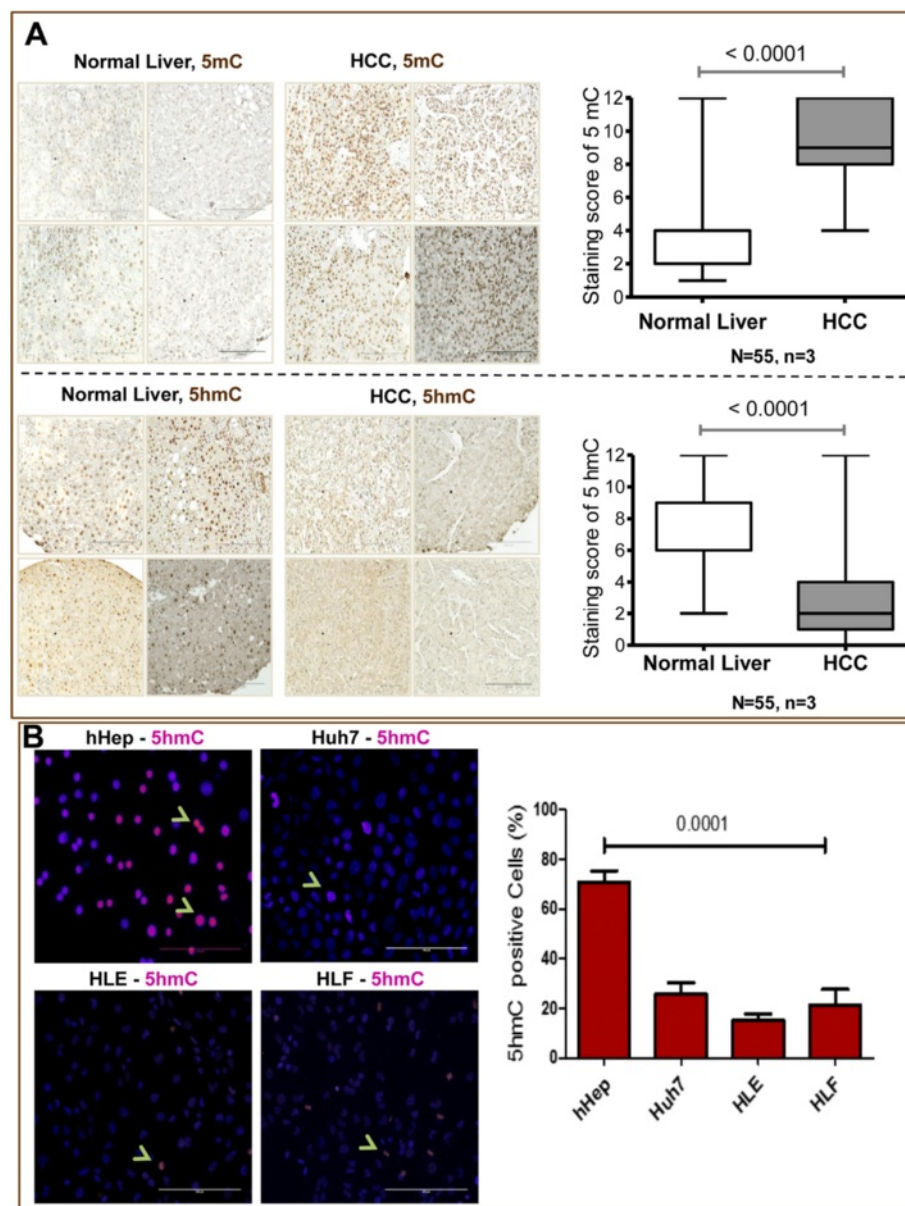 A
Normal Liver, 5mC
HCC, 5mC
< 0.0001
Staining score of 5 mC
12
10
8
6
4
2
0
Normal Liver
HCC
N=55, n=3
Normal Liver, 5hmC
HCC, 5hmC
< 0.0001
Staining score of 5 hmC
12
10
8
6
4
2
0
Normal Liver
HCC
N=55, n=3
B
hHep - 5hmC
Huh7 - 5hmC
HLE - 5hmC
HLF - 5hmC
0.0001
5hmC positive Cells (%)
100
80
60
40
20
0
hHep
Huh7
HLE
HLF